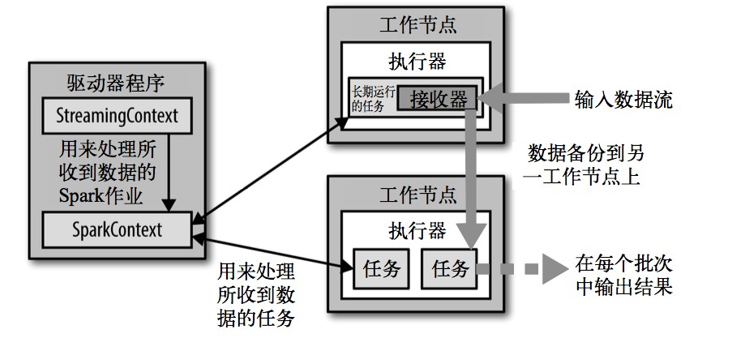 驱动器程序
StreamingContext
用来处理所
收到数据的
Spark作业
SparkContext
工作节点
执行器
长期运行
的任务
接收器
输入数据流
数据备份到另
一工作节点上
工作节点
执行器
任务
任务
用来处理
所收到数
据的任务
在每个批次
中输出结果